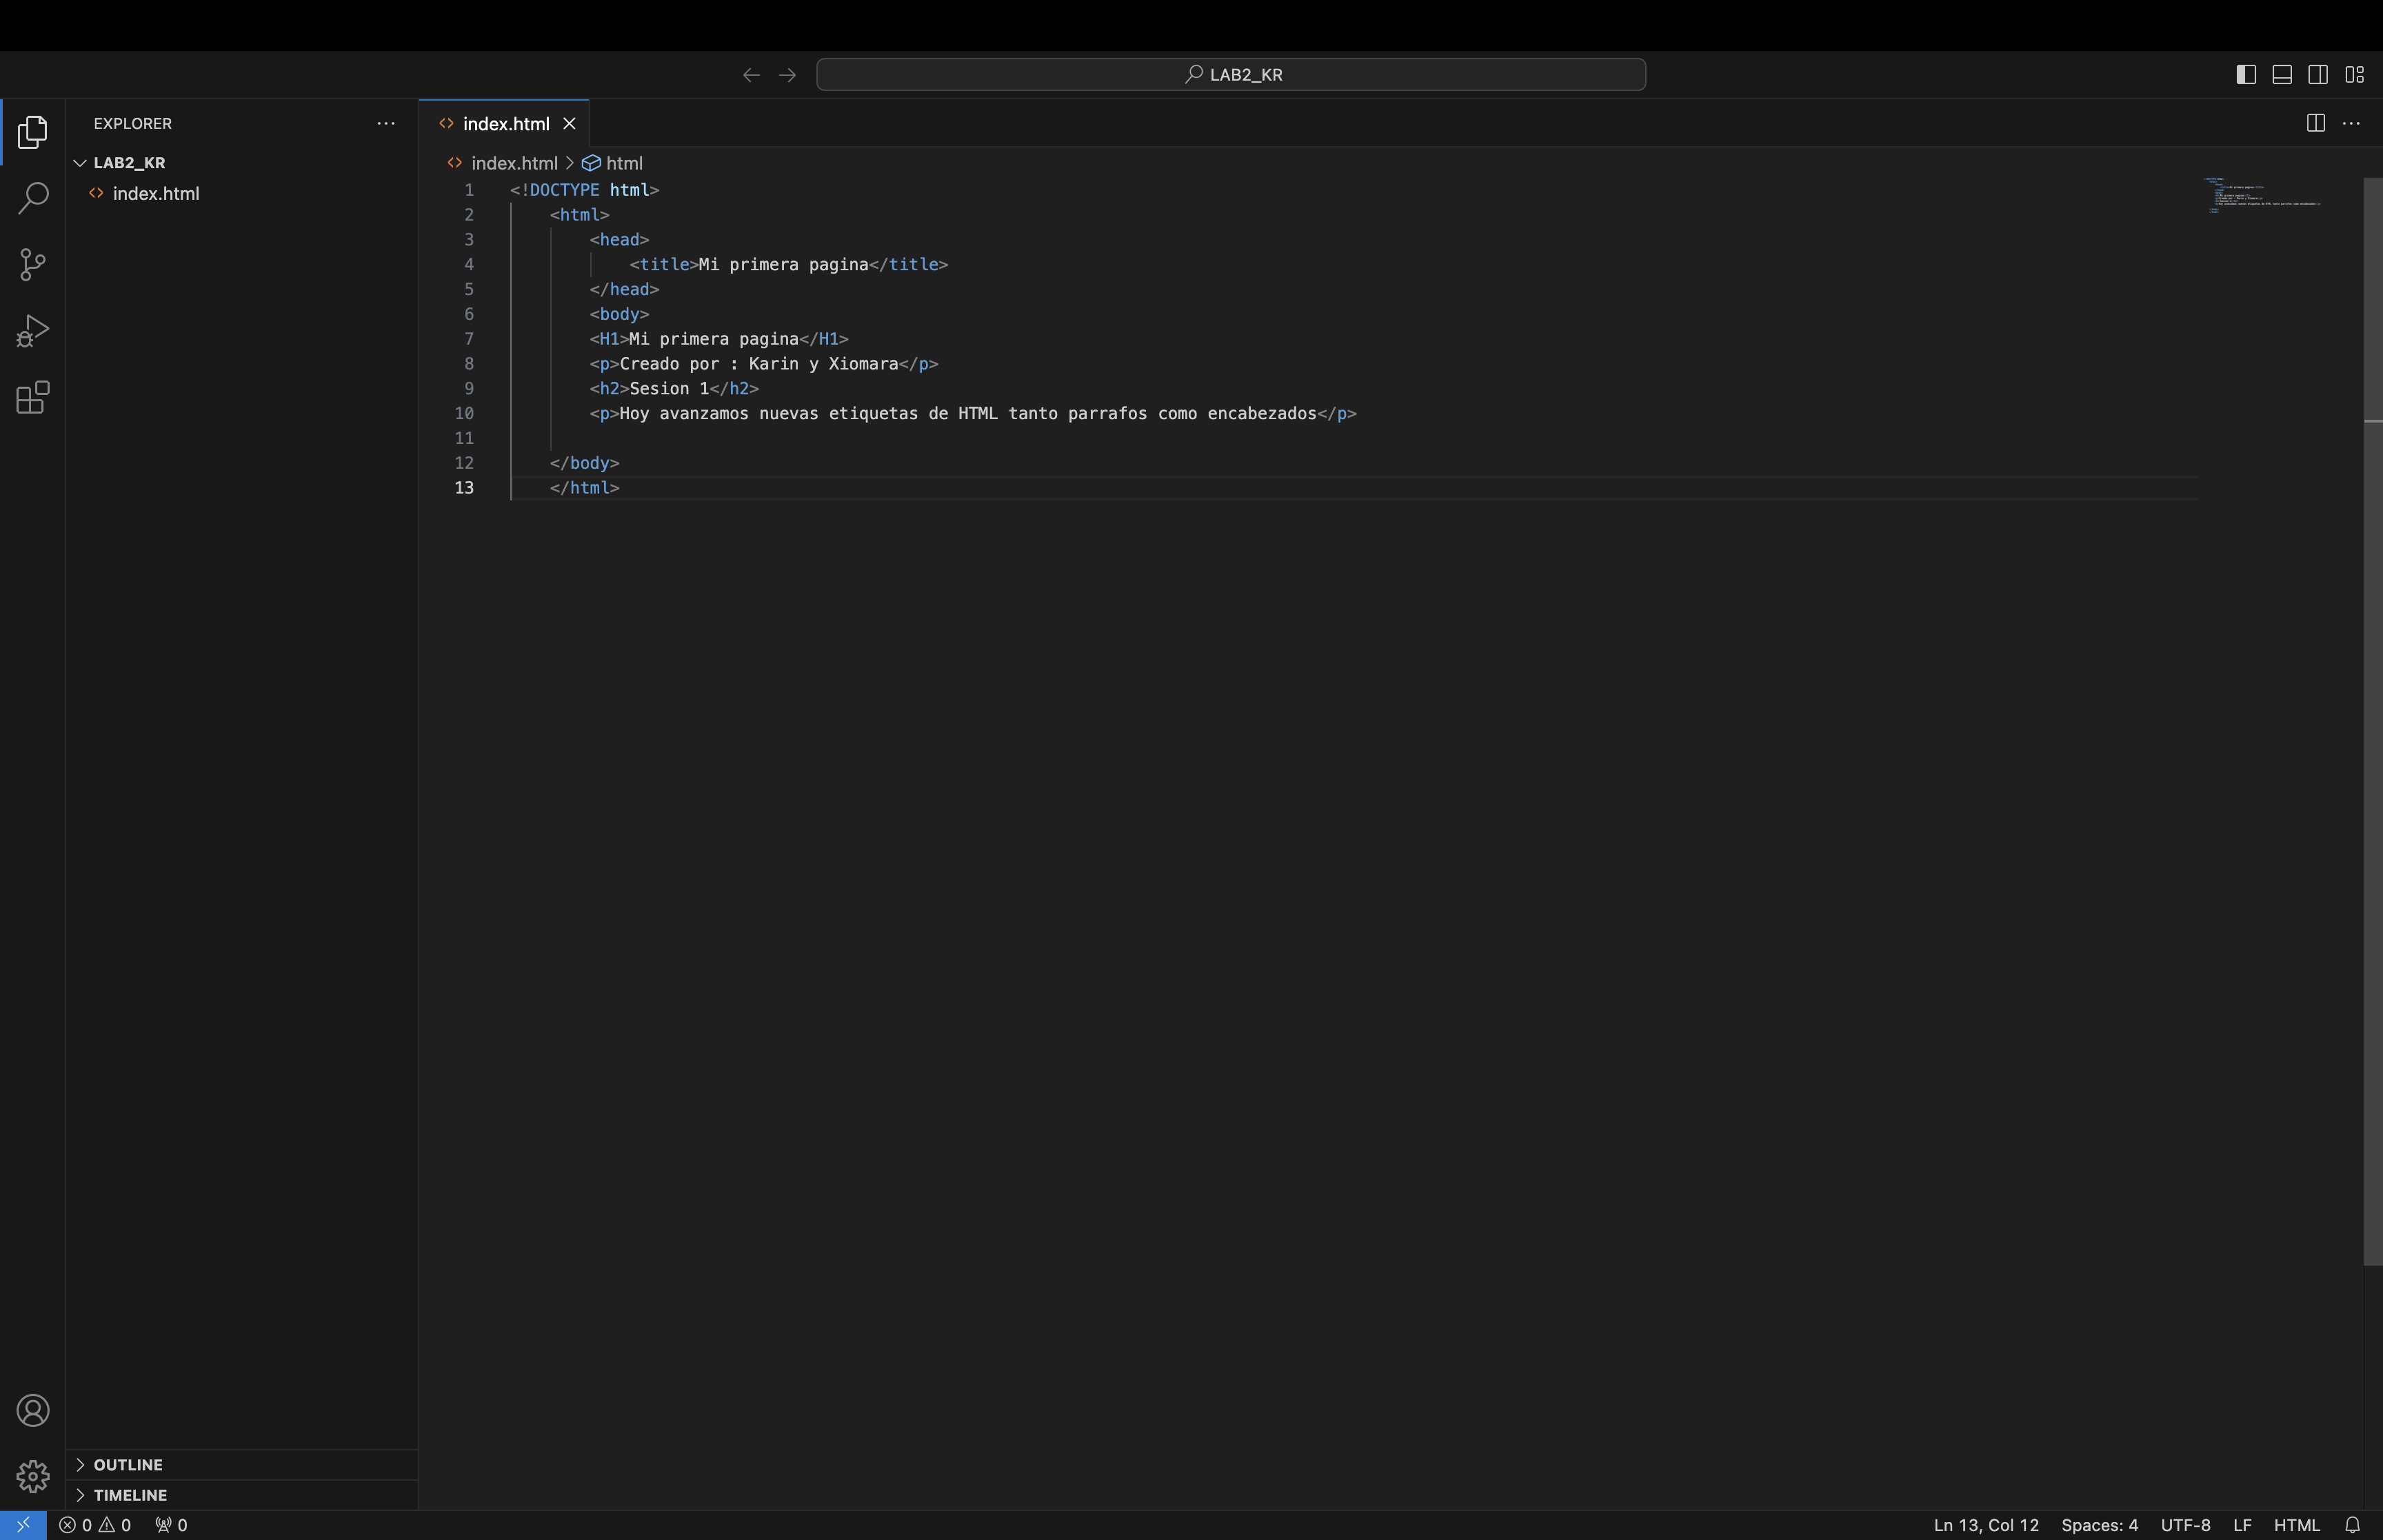 LAB2_KR
EXPLORER
LAB2_KR
index.html
index.html
index.html > html
1 <!DOCTYPE html>
2 <html>
3 <head>
4 <title>Mi primera pagina</title>
5 </head>
6 <body>
7 <H1>Mi primera pagina</H1>
8 <p>Creado por : Karin y Xiomara</p>
9 <h2>Sesion 1</h2>
10 <p>Hoy avanzamos nuevas etiquetas de HTML tanto parrafos como encabezados</p>
11
12 </body>
13 </html>
OUTLINE
TIMELINE
0 0 0
Ln 13, Col 12 Spaces: 4 UTF-8 LF HTML